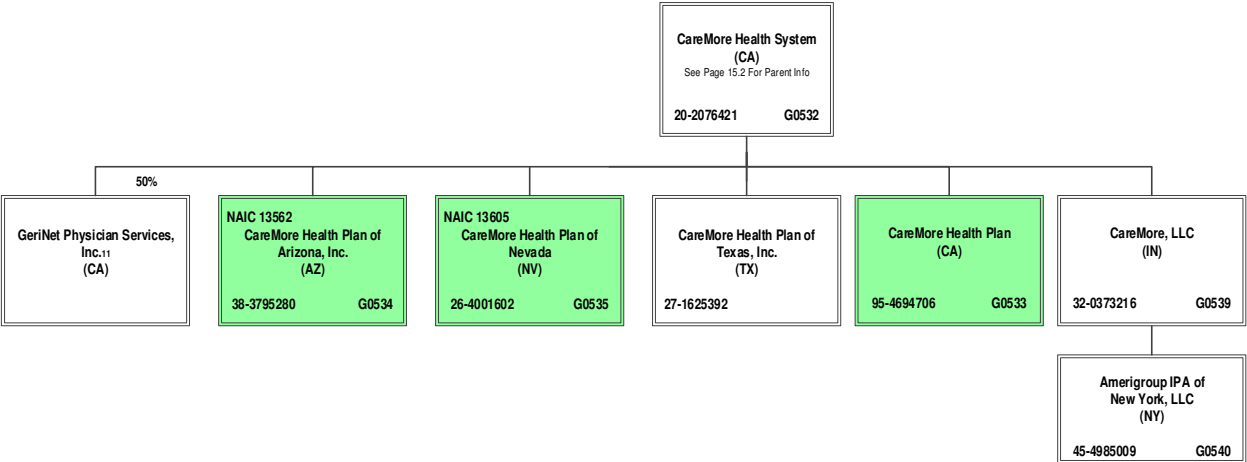 CareMore Health System
(CA)
See Page 15.2 For Parent Info
20-2076421 G0532
50%
GeriNet Physician Services,
Inc.11
(CA)
NAIC 13562
CareMore Health Plan of
Arizona, Inc.
(AZ)
38-3795280 G0534
NAIC 13605
CareMore Health Plan of
Nevada
(NV)
26-4001602 G0535
CareMore Health Plan of
Texas, Inc.
(TX)
27-1625392
CareMore Health Plan
(CA)
95-4694706 G0533
CareMore, LLC
(IN)
32-0373216 G0539
Amerigroup IPA of
New York, LLC
(NY)
45-4985009 G0540